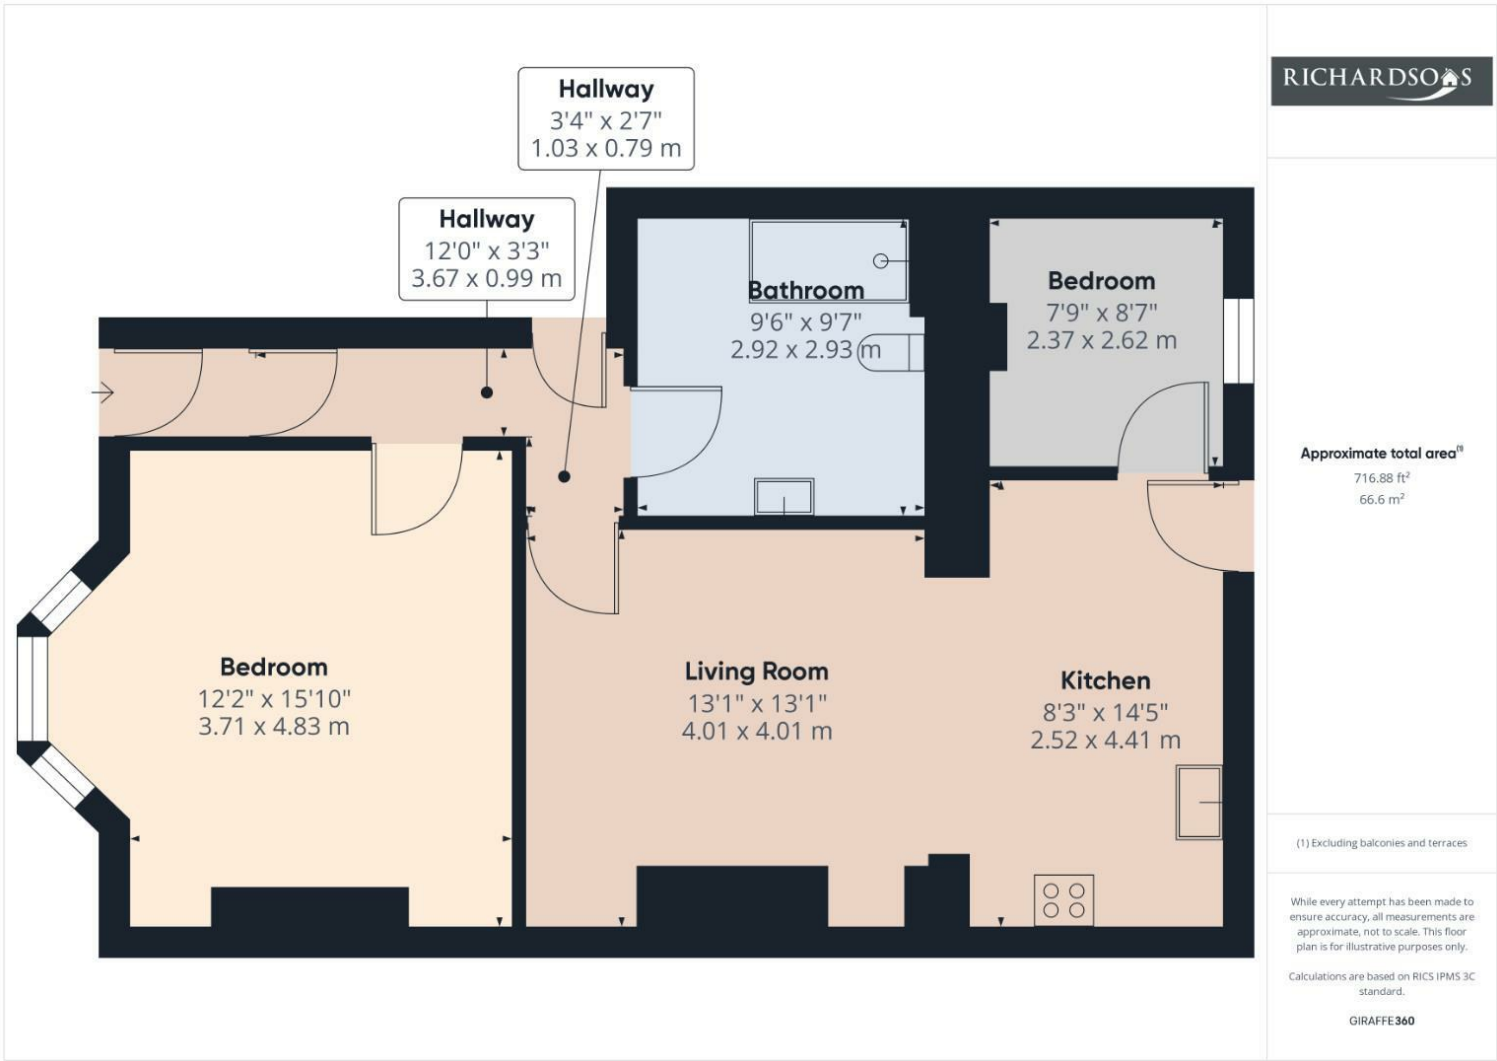 Hallway
3'4" x 2'7"
1.03 x 0.79 m
Hallway
12'0" x 3'3"
3.67 x 0.99 m
Bathroom
9'6" x 9'7"
2.92 x 2.93 m
Bedroom
7'9" x 8'7"
2.37 x 2.62 m
Bedroom
12'2" x 15'10"
3.71 x 4.83 m
Living Room
13'1" x 13'1"
4.01 x 4.01 m
Kitchen
8'3" x 14'5"
2.52 x 4.41 m
RICHARDSONS
Approximate total area(1)
716.88 ft²
66.6 m²
(1) Excluding balconies and terraces
While every attempt has been made to
ensure accuracy, all measurements are
approximate, not to scale. This floor
plan is for illustrative purposes only.
Calculations are based on RICS IPMS 3C
standard.
GIRAFFE360